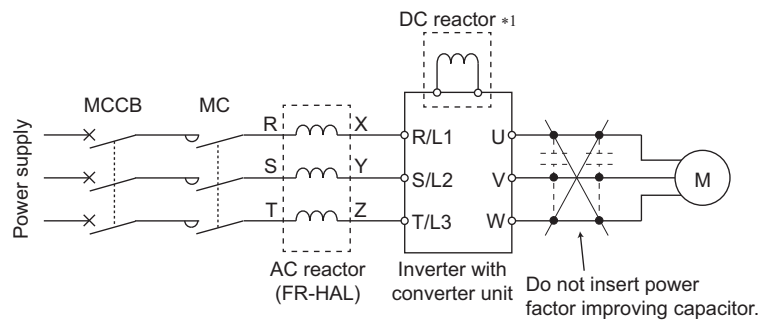 DC reactor *1
MCCB
MC
Power supply
R
X
R/L1
U
S
Y
S/L2
V
M
T
Z
T/L3
W
AC reactor
(FR-HAL)
Inverter with
converter unit
Do not insert power
factor improving capacitor.